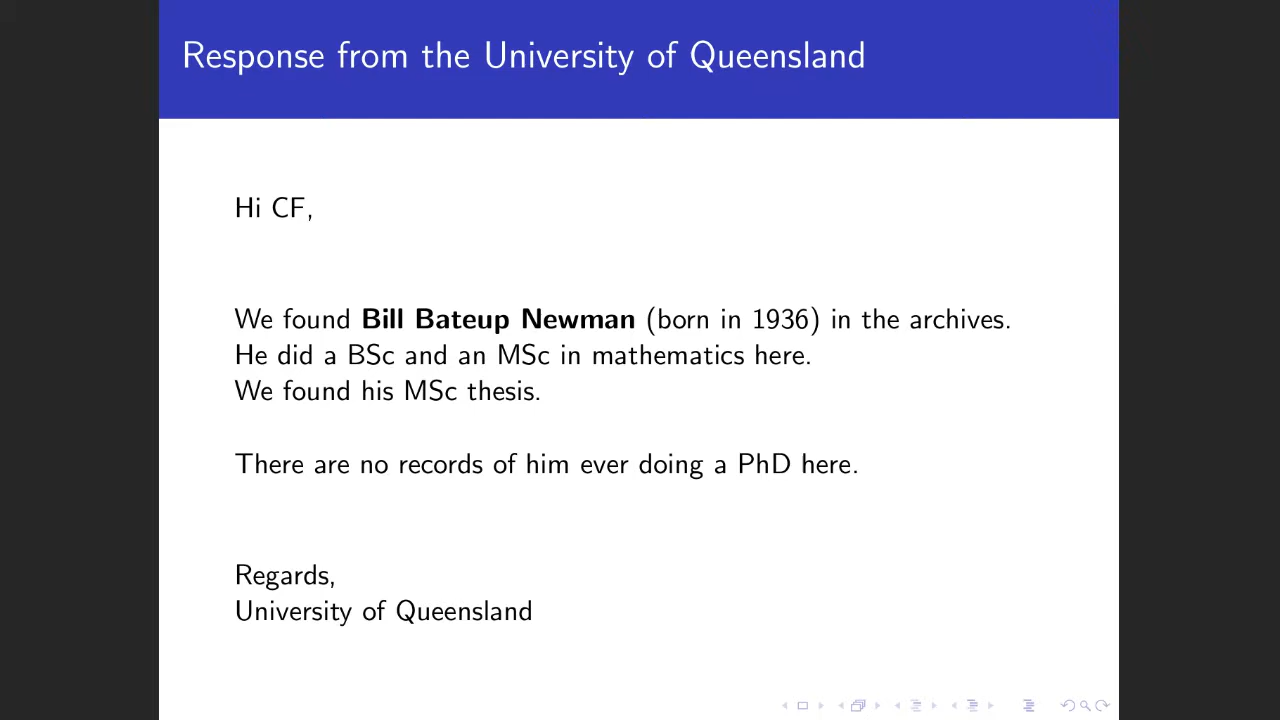 Response from the University of Queensland
Hi CF,
We found Bill Bateup Newman (born in 1936) in the archives.
He did a BSc and an MSc in mathematics here.
We found his MSc thesis.
There are no records of him ever doing a PhD here.
Regards,
University of Queensland